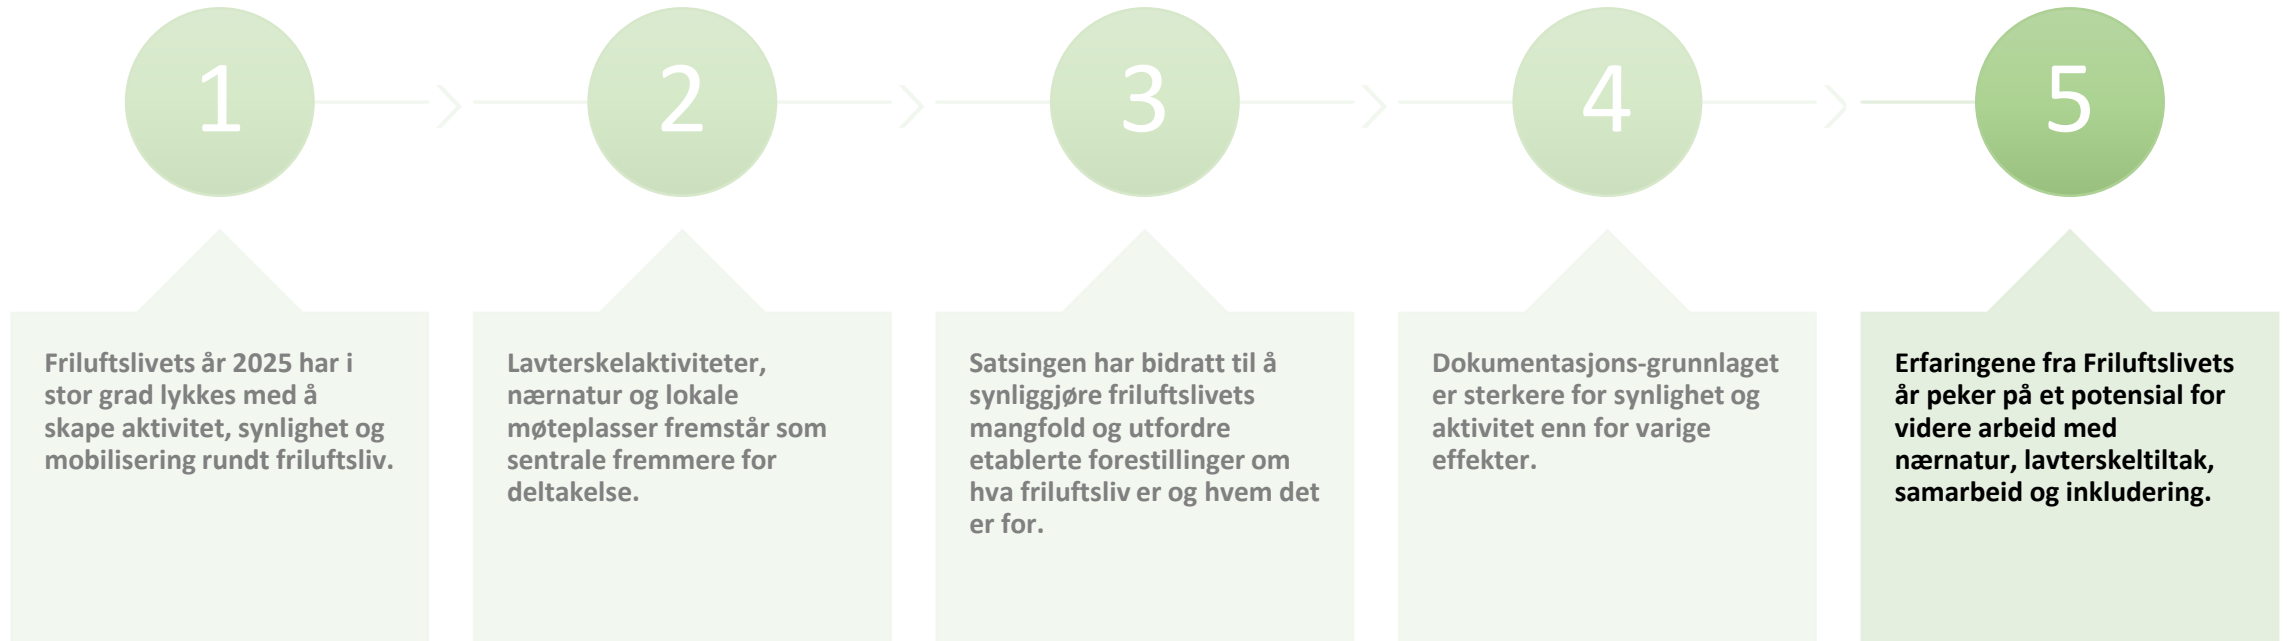 1
2
3
4
5
Friluftslivets år 2025 har i
stor grad lykkes med å
skape aktivitet, synlighet og
mobilisering rundt friluftsliv.
Lavterskelaktiviteter,
nærnatur og lokale
møteplasser fremstår som
sentrale fremmere for
deltakelse.
Satsingen har bidratt til å
synliggjøre friluftslivets
mangfold og utfordre
etablerte forestillinger om
hva friluftsliv er og hvem det
er for.
Dokumentasjons-grunnlaget
er sterkere for synlighet og
aktivitet enn for varige
effekter.
Erfaringene fra Friluftslivets
år peker på et potensial for
videre arbeid med
nærnatur, lavterskeltiltak,
samarbeid og inkludering.